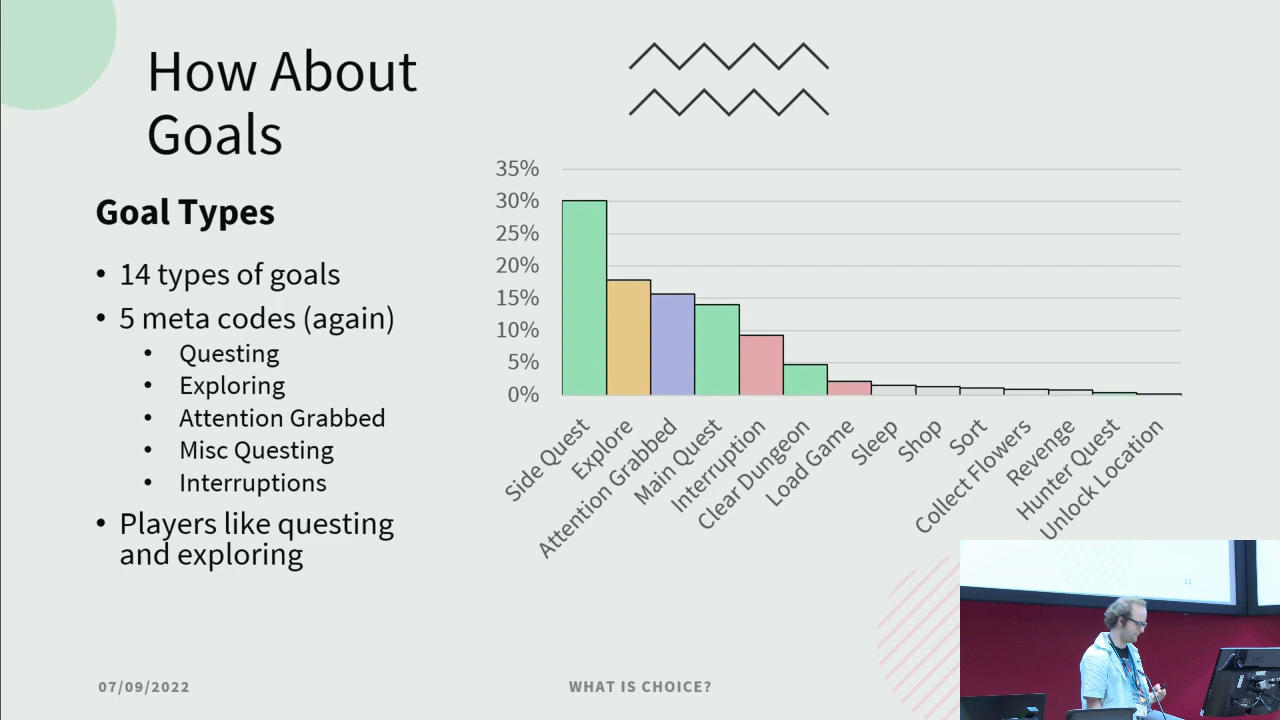 How About
Goals
Goal Types
• 14 types of goals
• 5 meta codes (again)
• Questing
• Exploring
• Attention Grabbed
• Misc Questing
• Interruptions
• Players like questing
and exploring
35%
30%
25%
20%
15%
10%
5%
0%
Side Quest
Explore
Attention Grabbed
Main Quest
Interruption
Clear Dungeon
Load Game
Sleep
Shop
Sort
Collect Flowers
Revenge
Hunter Quest
Unlock Location
11
07/09/2022
WHAT IS CHOICE?